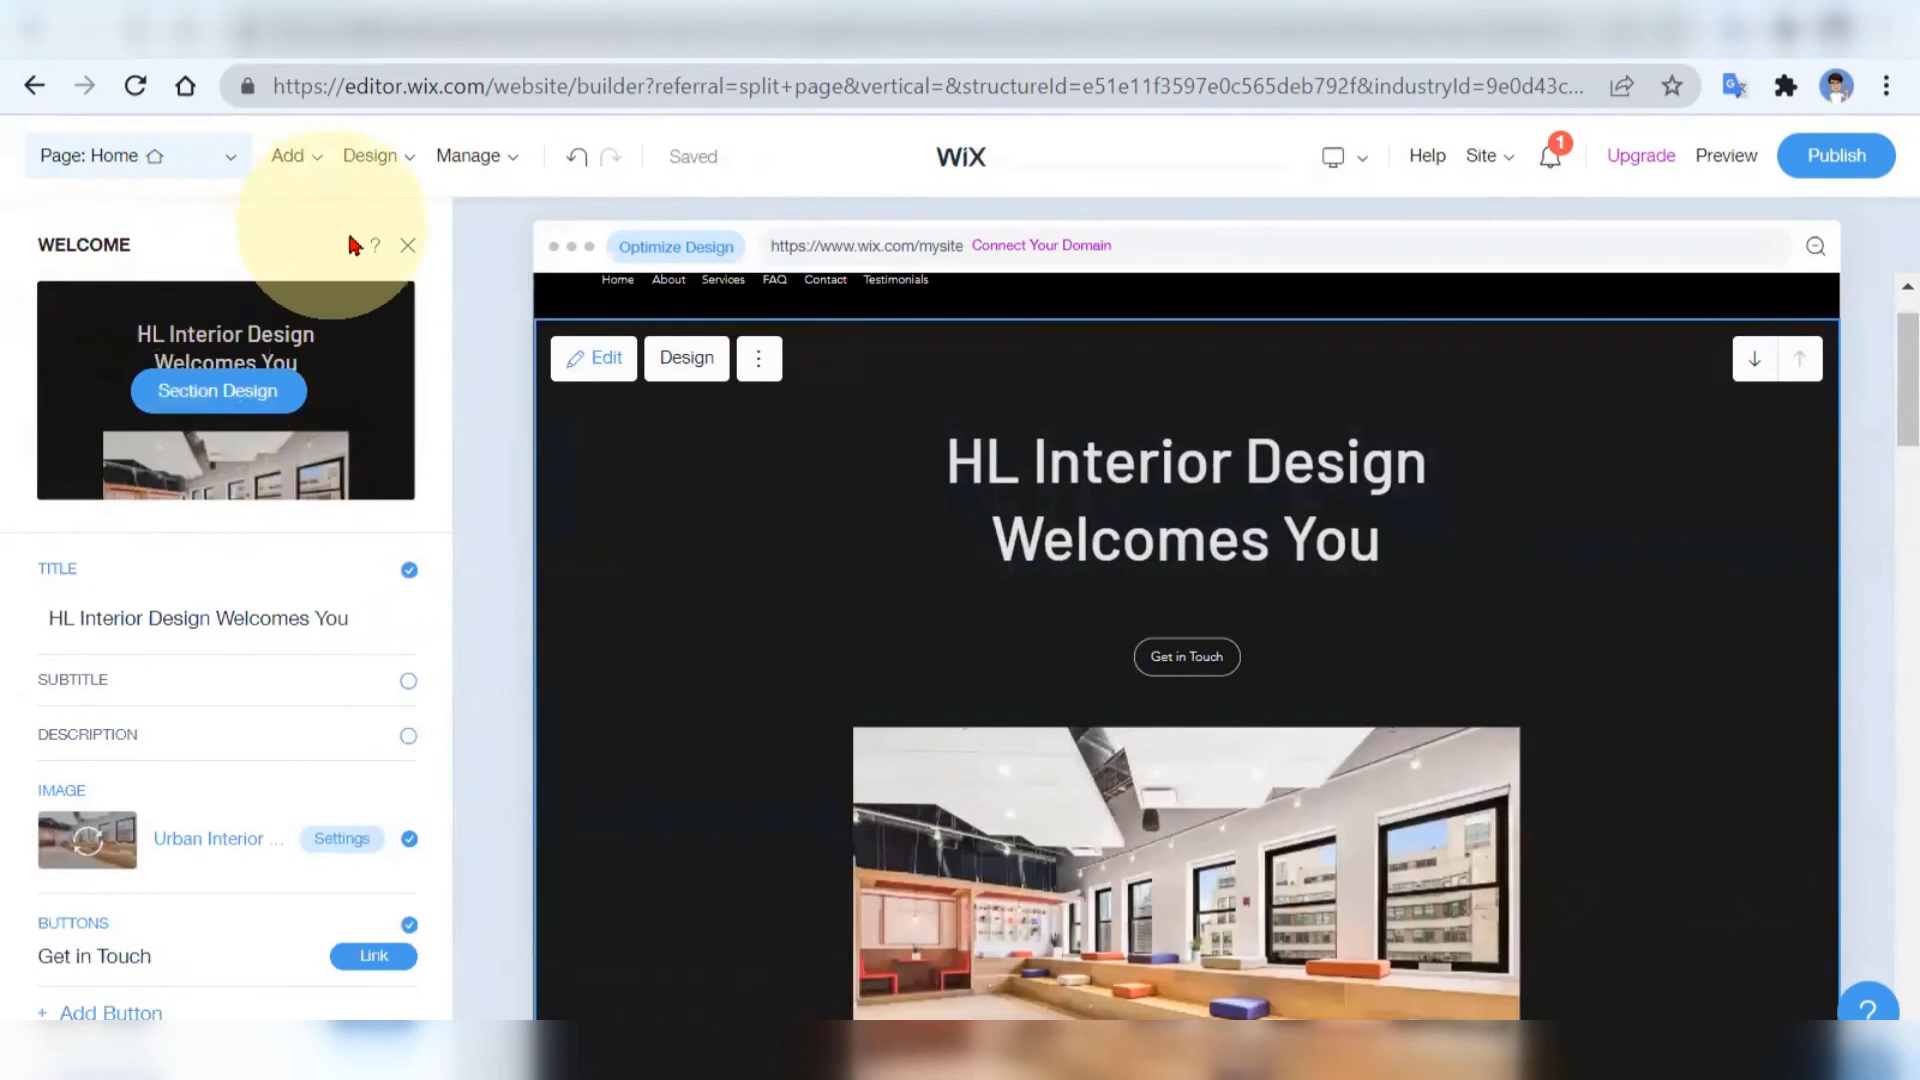 https://editor.wix.com/website/builder?referral=split+page&vertical=&structureId=e51e11f3597e0c565deb792f&industryId=9e0d43c...
Page: Home
Add
Design
Manage
Saved
WiX
Help
Site
1
Upgrade
Preview
Publish
WELCOME
?
HL Interior Design
Welcomes You
Section Design
TITLE
HL Interior Design Welcomes You
SUBTITLE
DESCRIPTION
IMAGE
Urban Interior ...
Settings
BUTTONS
Get in Touch
Link
+ Add Button
Optimize Design
https://www.wix.com/mysite
Connect Your Domain
Home About Services FAQ Contact Testimonials
Edit
Design
HL Interior Design
Welcomes You
Get in Touch
?